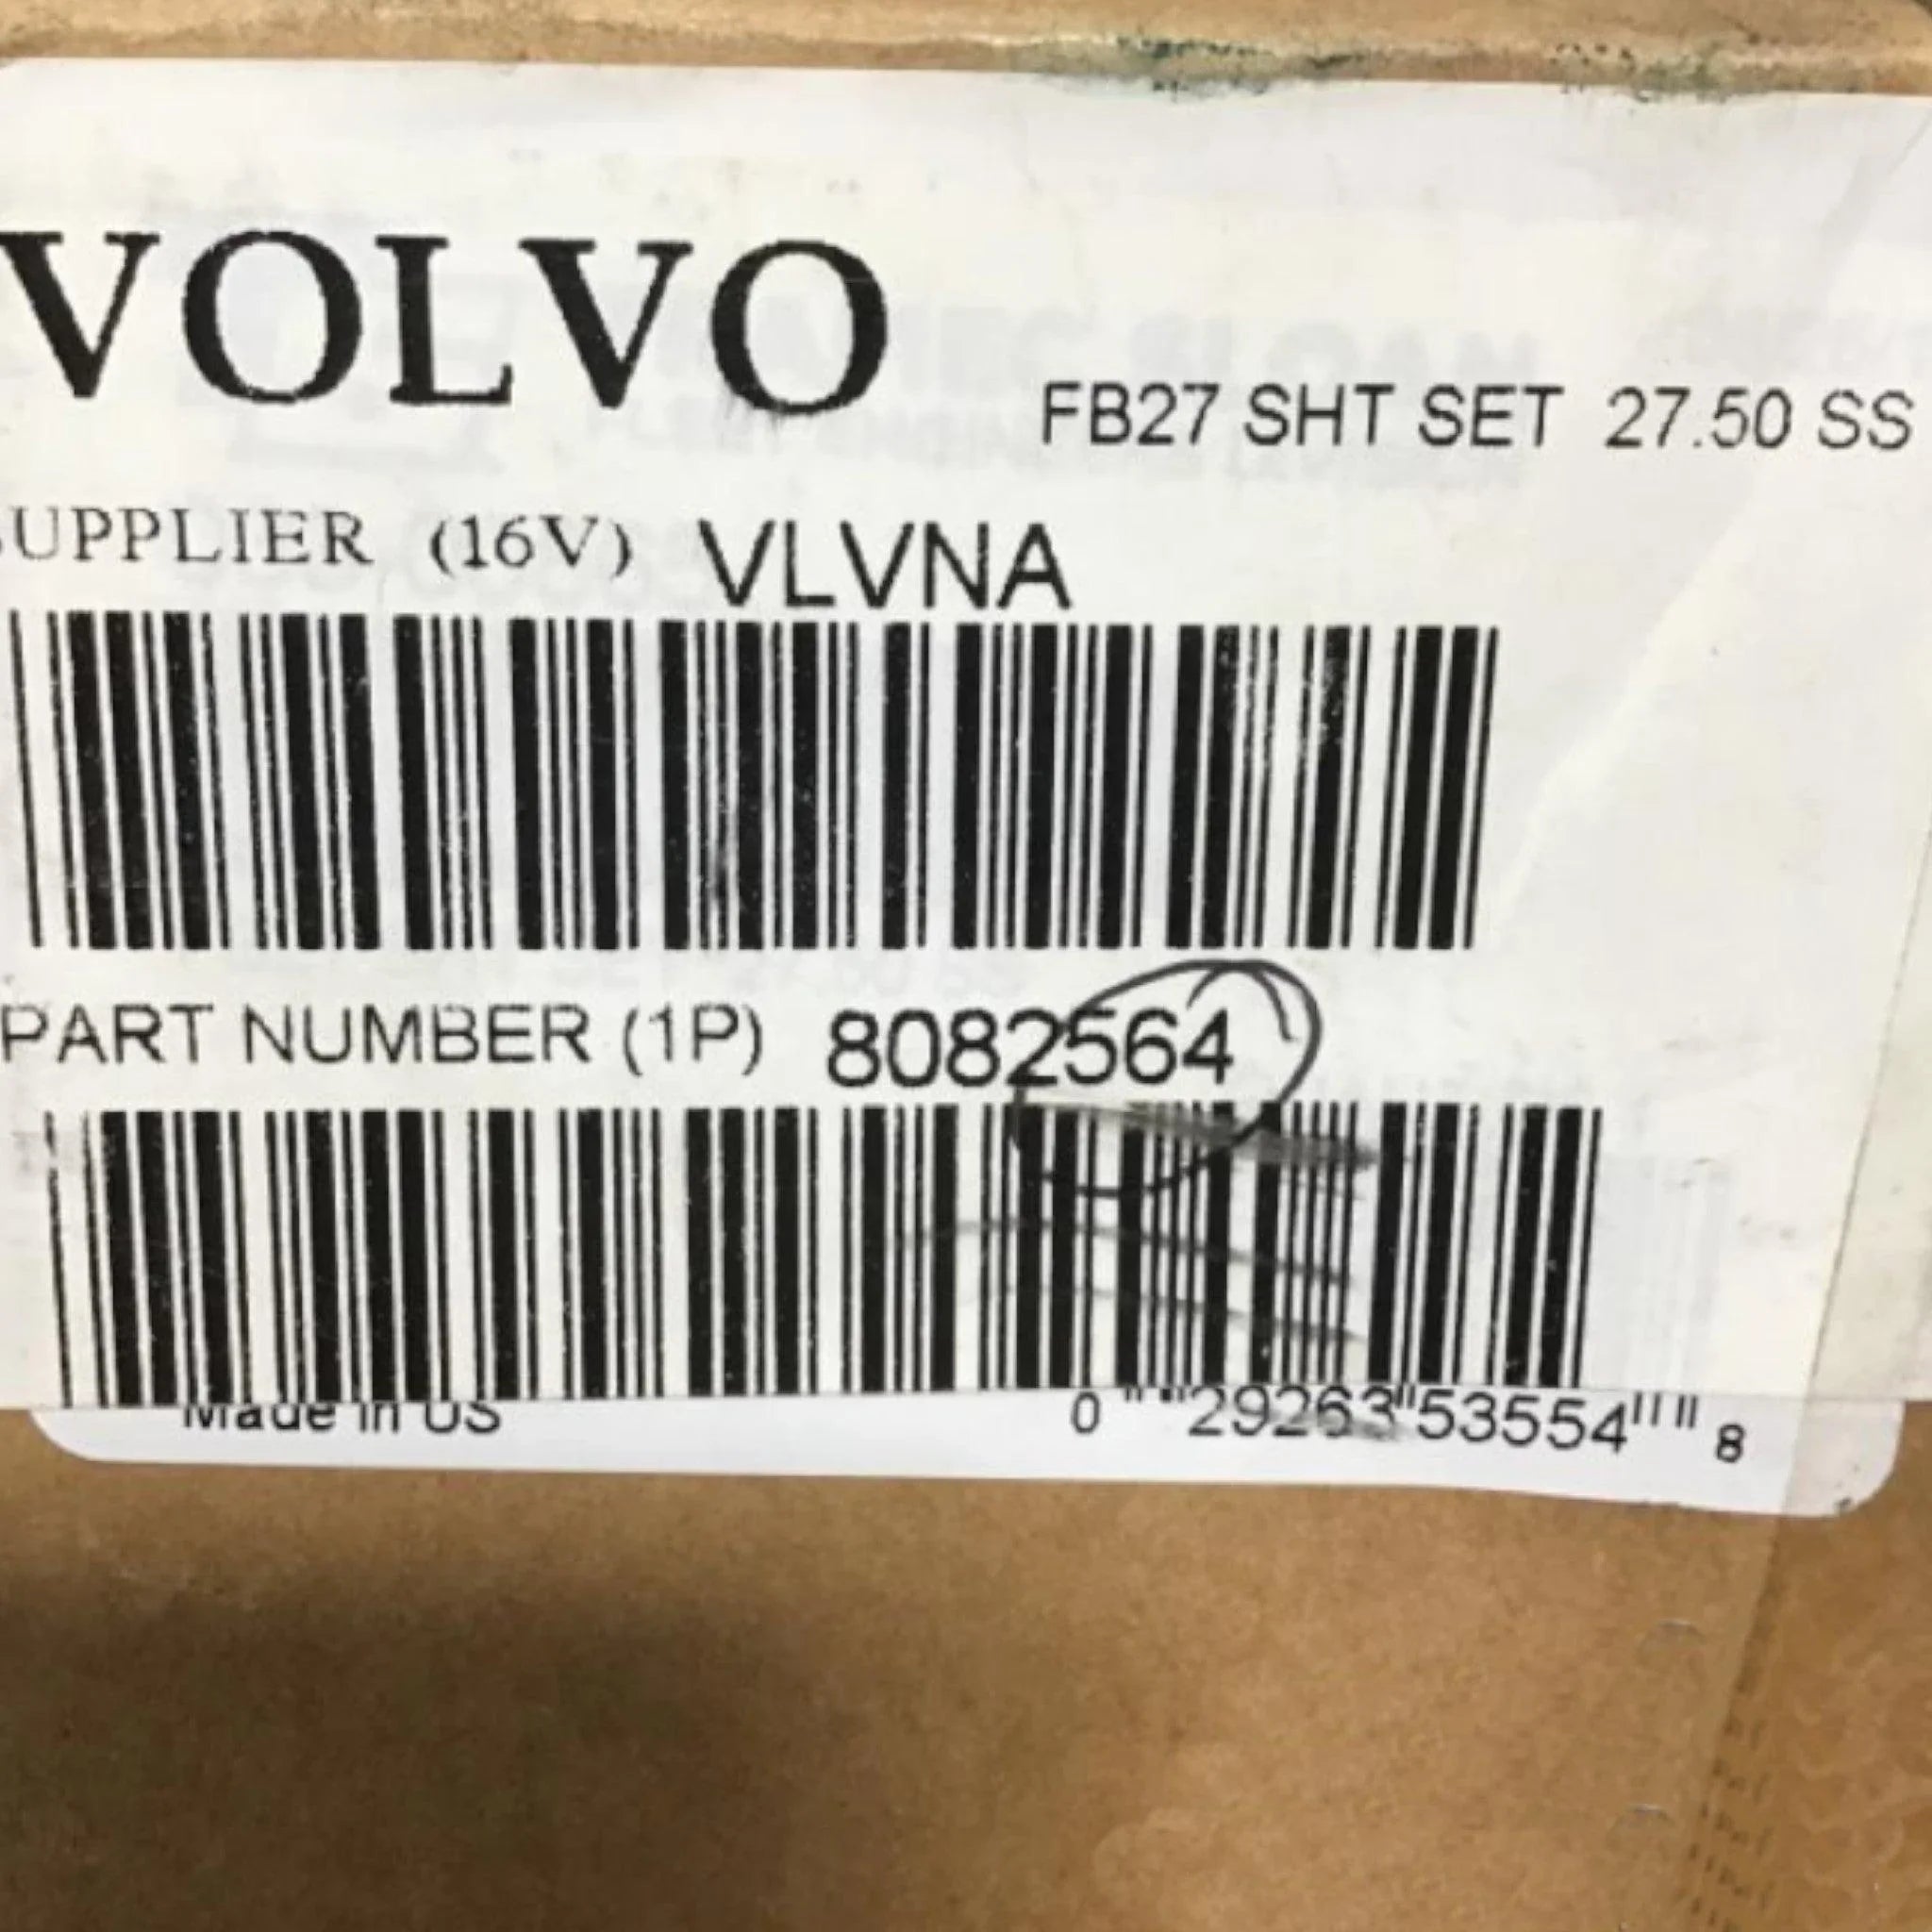 VOLVO
FB27 SHT SET 27.50 SS
SUPPLIER (16V) VLVNA
PART NUMBER (1P) 8082564
Made in US
0 29263 53554 8